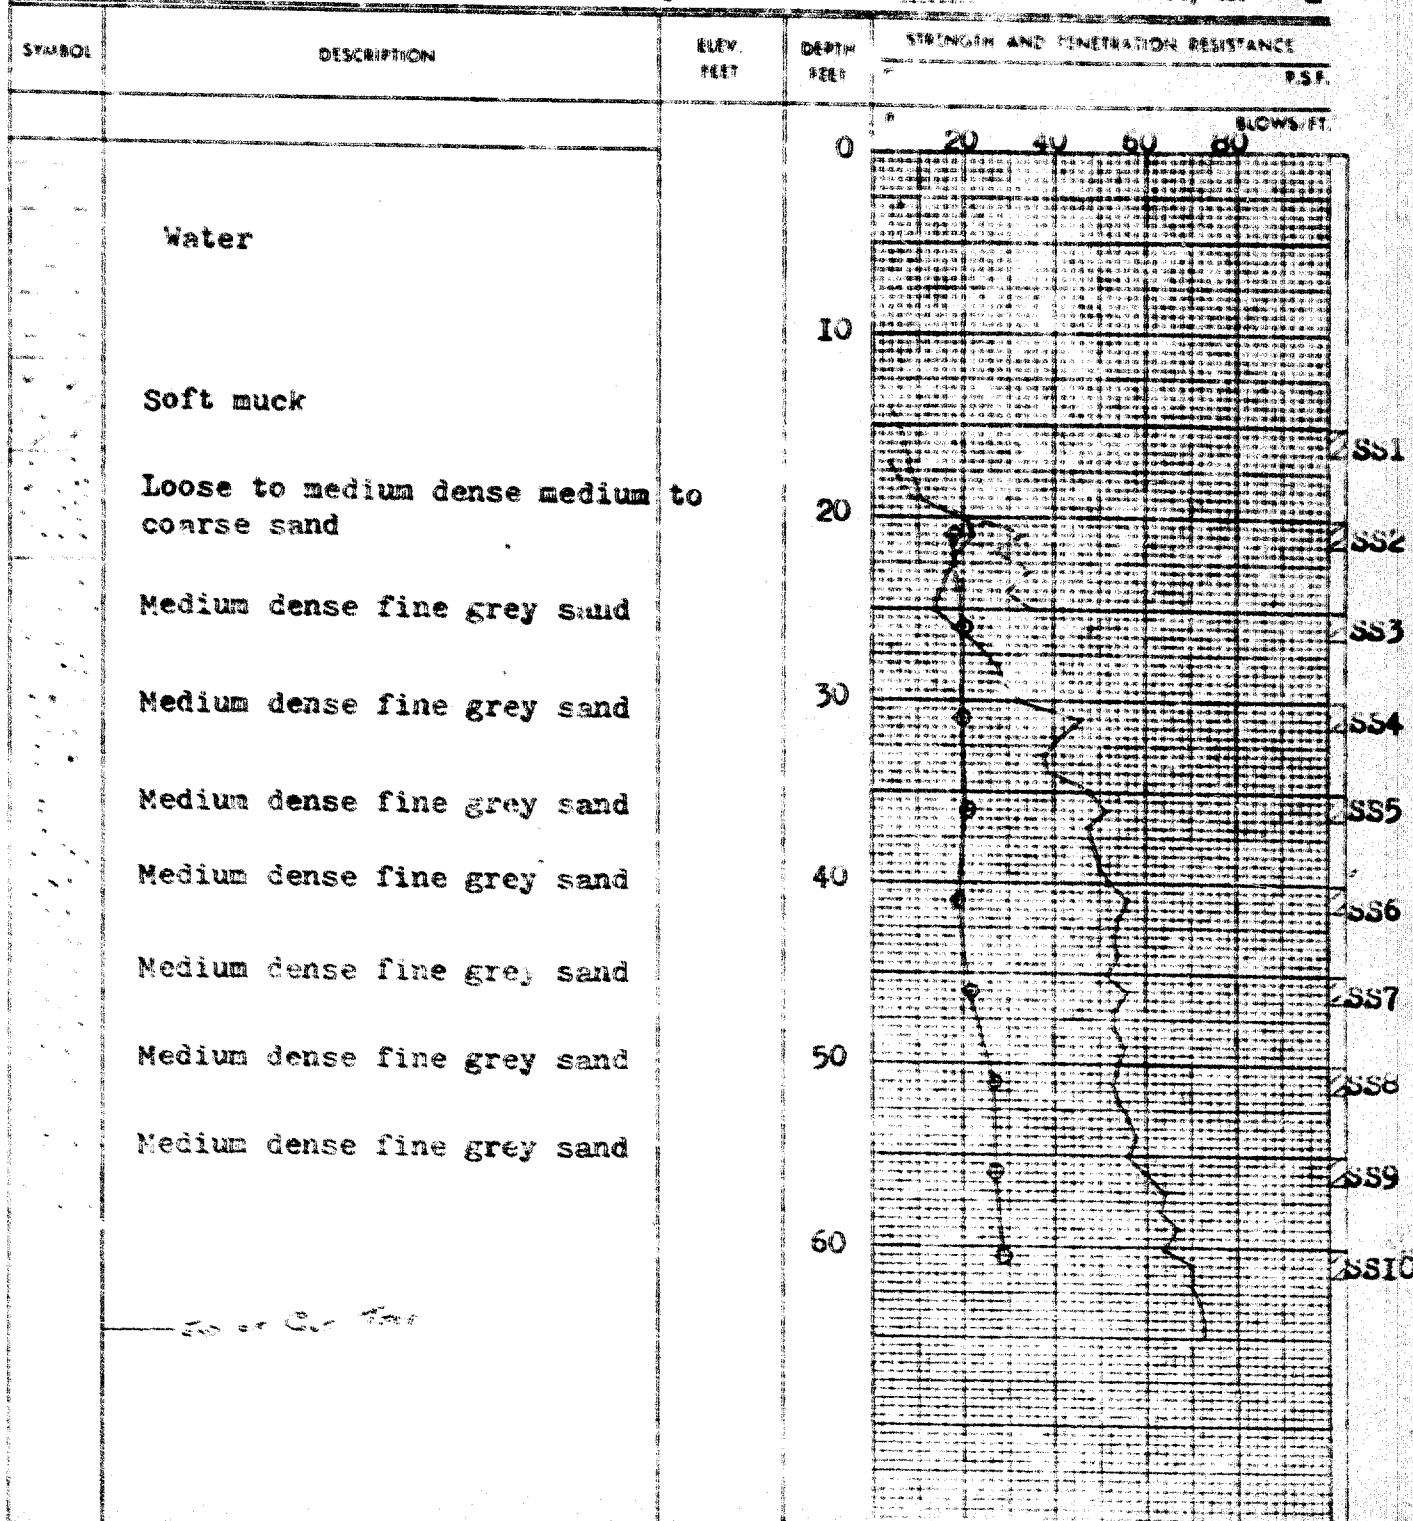 SYMBOL
DESCRIPTION
ELEV.
FEET
DEPTH
FEET
STRENGTH AND PENETRATION RESISTANCE
P.S.F.
BLOWS/FT.
0 20 40 60 80
Water
10
Soft muck
SS1
Loose to medium dense medium to
coarse sand
20
SS2
Medium dense fine grey sand
SS3
Medium dense fine grey sand
30
SS4
Medium dense fine grey sand
SS5
Medium dense fine grey sand
40
SS6
Medium dense fine grey sand
SS7
Medium dense fine grey sand
50
SS8
Medium dense fine grey sand
SS9
60
SS10